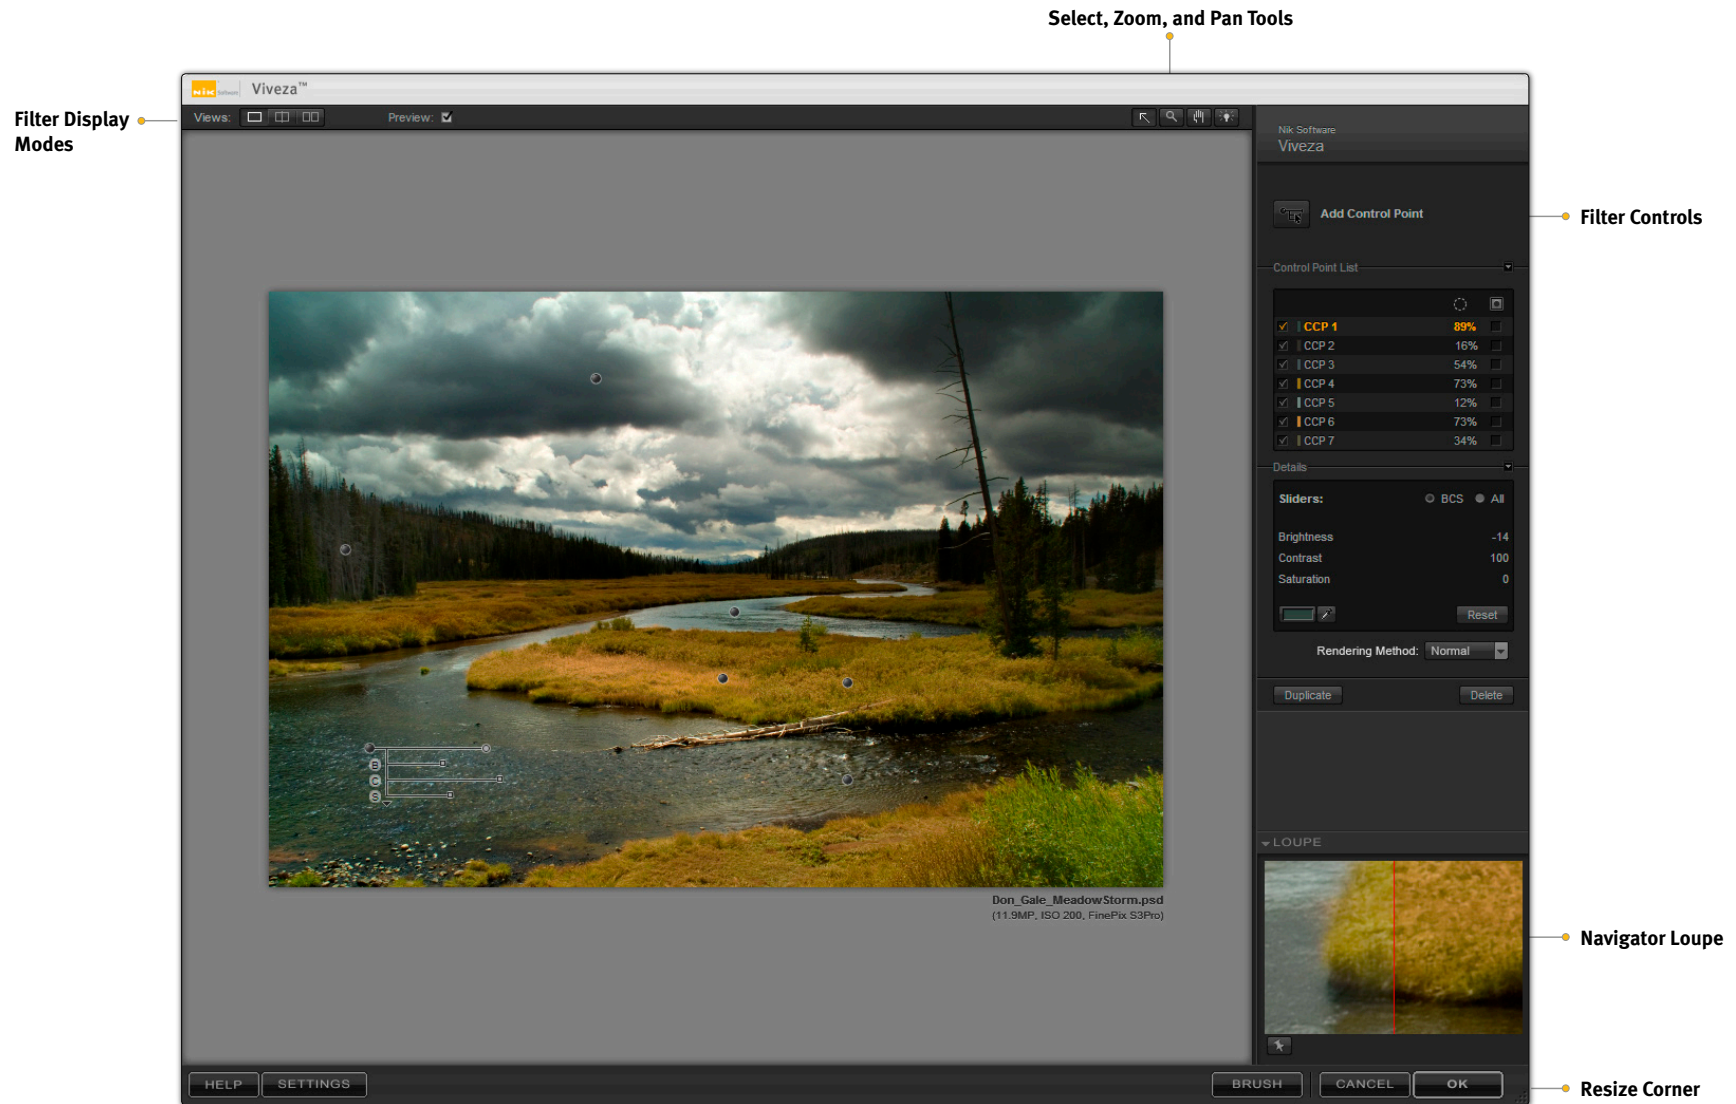 Select, Zoom, and Pan Tools
Nik Software Viveza™
Filter Display
Modes
Views:
Preview:
Nik Software
Viveza
Add Control Point
Filter Controls
Control Point List
CCP 1 89%
CCP 2 16%
CCP 3 54%
CCP 4 73%
CCP 5 12%
CCP 6 73%
CCP 7 34%
Details
Sliders: BCS All
Brightness -14
Contrast 100
Saturation 0
Reset
Rendering Method: Normal
Duplicate Delete
B
C
S
LOUPE
Don_Gale_MeadowStorm.psd
(11.9MP, ISO 200, FinePix S3Pro)
Navigator Loupe
HELP SETTINGS BRUSH CANCEL OK
Resize Corner